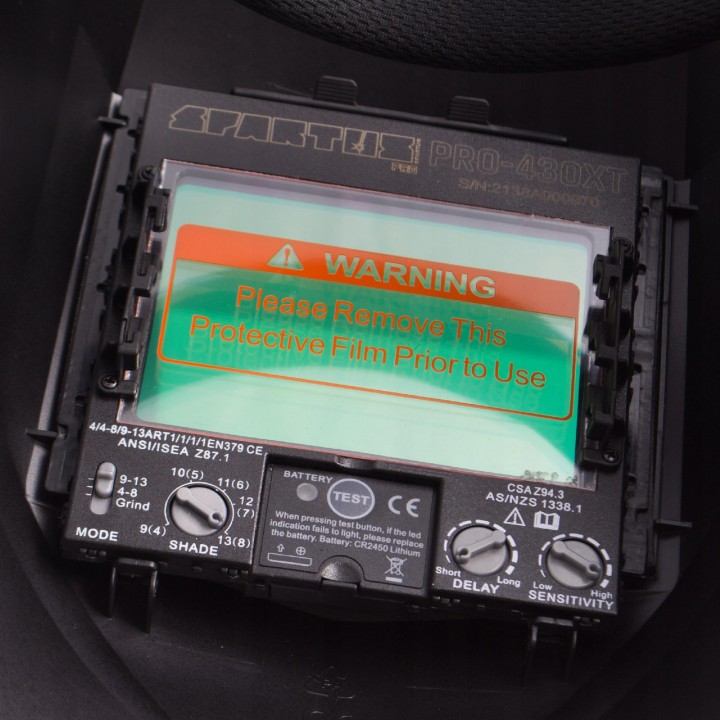 SPARTUS
PRO
PRO-430XT
WARNING
Please Remove This
Protective Film Prior to Use
4/4-8/9-13ART1/1/1/1EN379 CE
ANSI/ISEA Z87.1
9-13
4-8
Grind
MODE
10(5)
11(6)
12
(7)
9(4)
13(8)
SHADE
BATTERY
TEST
CE
When pressing test button, if the led
indication fails to light, please replace
the battery. Battery: CR2450 Lithium
CSA Z94.3
AS/NZS 1338.1
Short
Long
DELAY
Low
High
SENSITIVITY